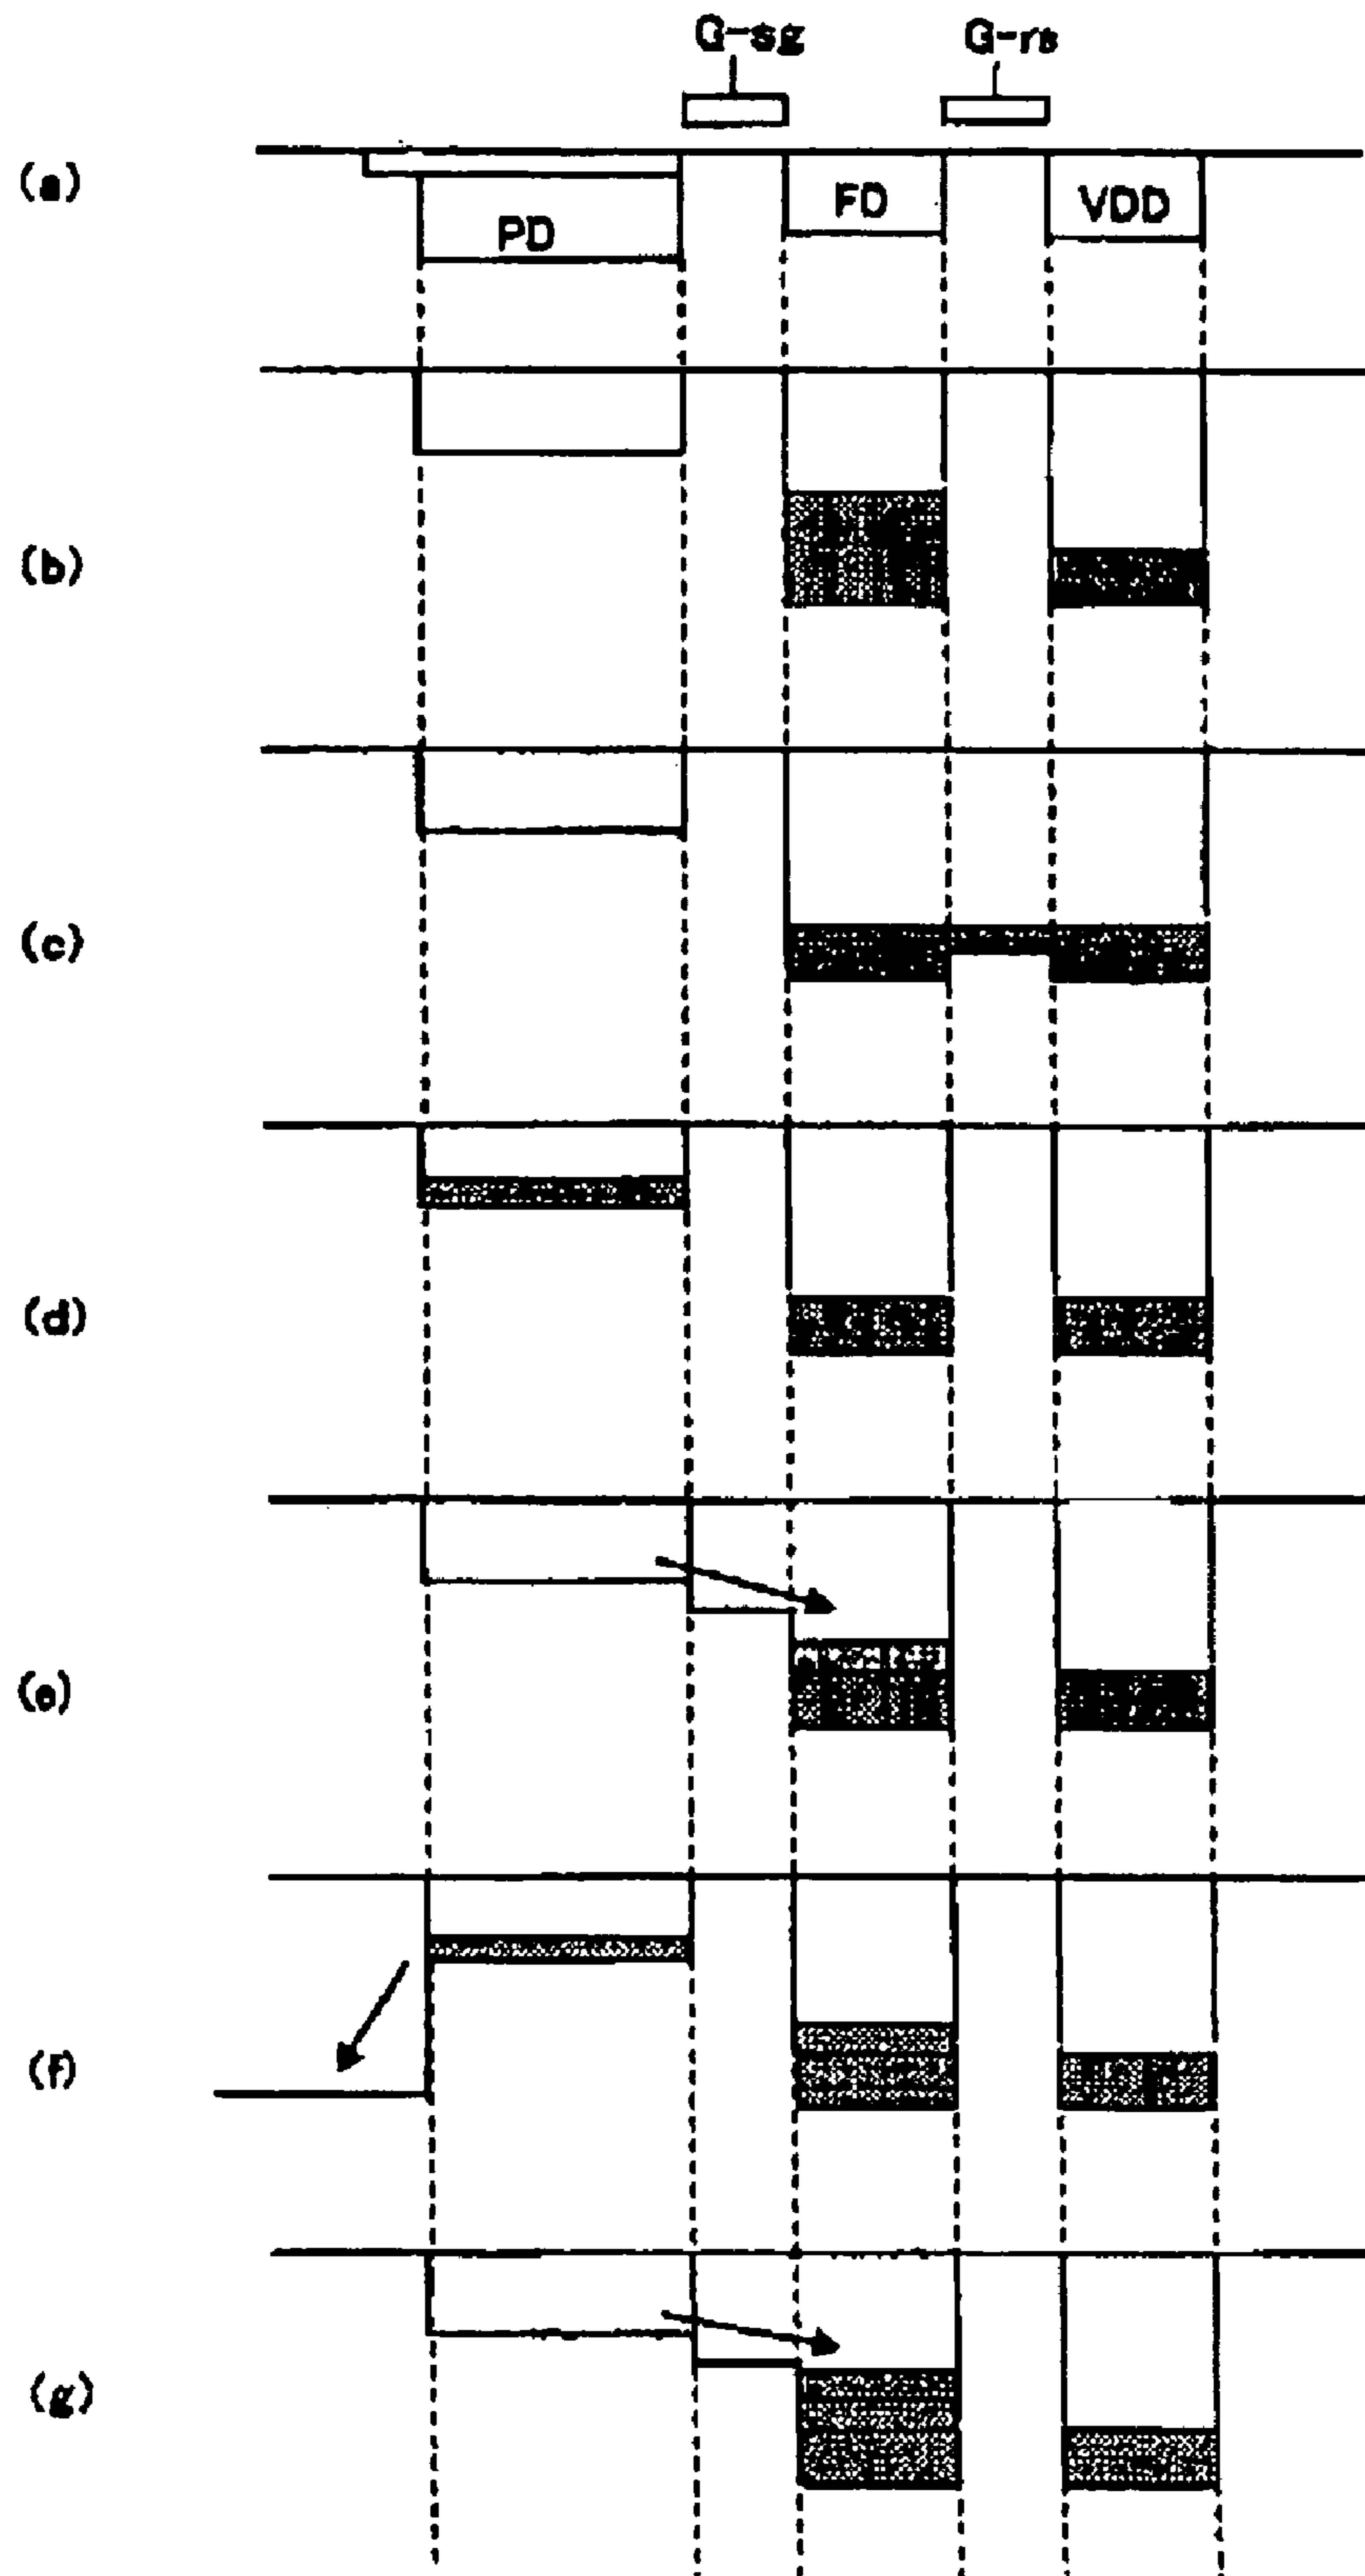 G-sg G-rs
(a) PD FD VDD
(b)
(c)
(d)
(e)
(f)
(g)